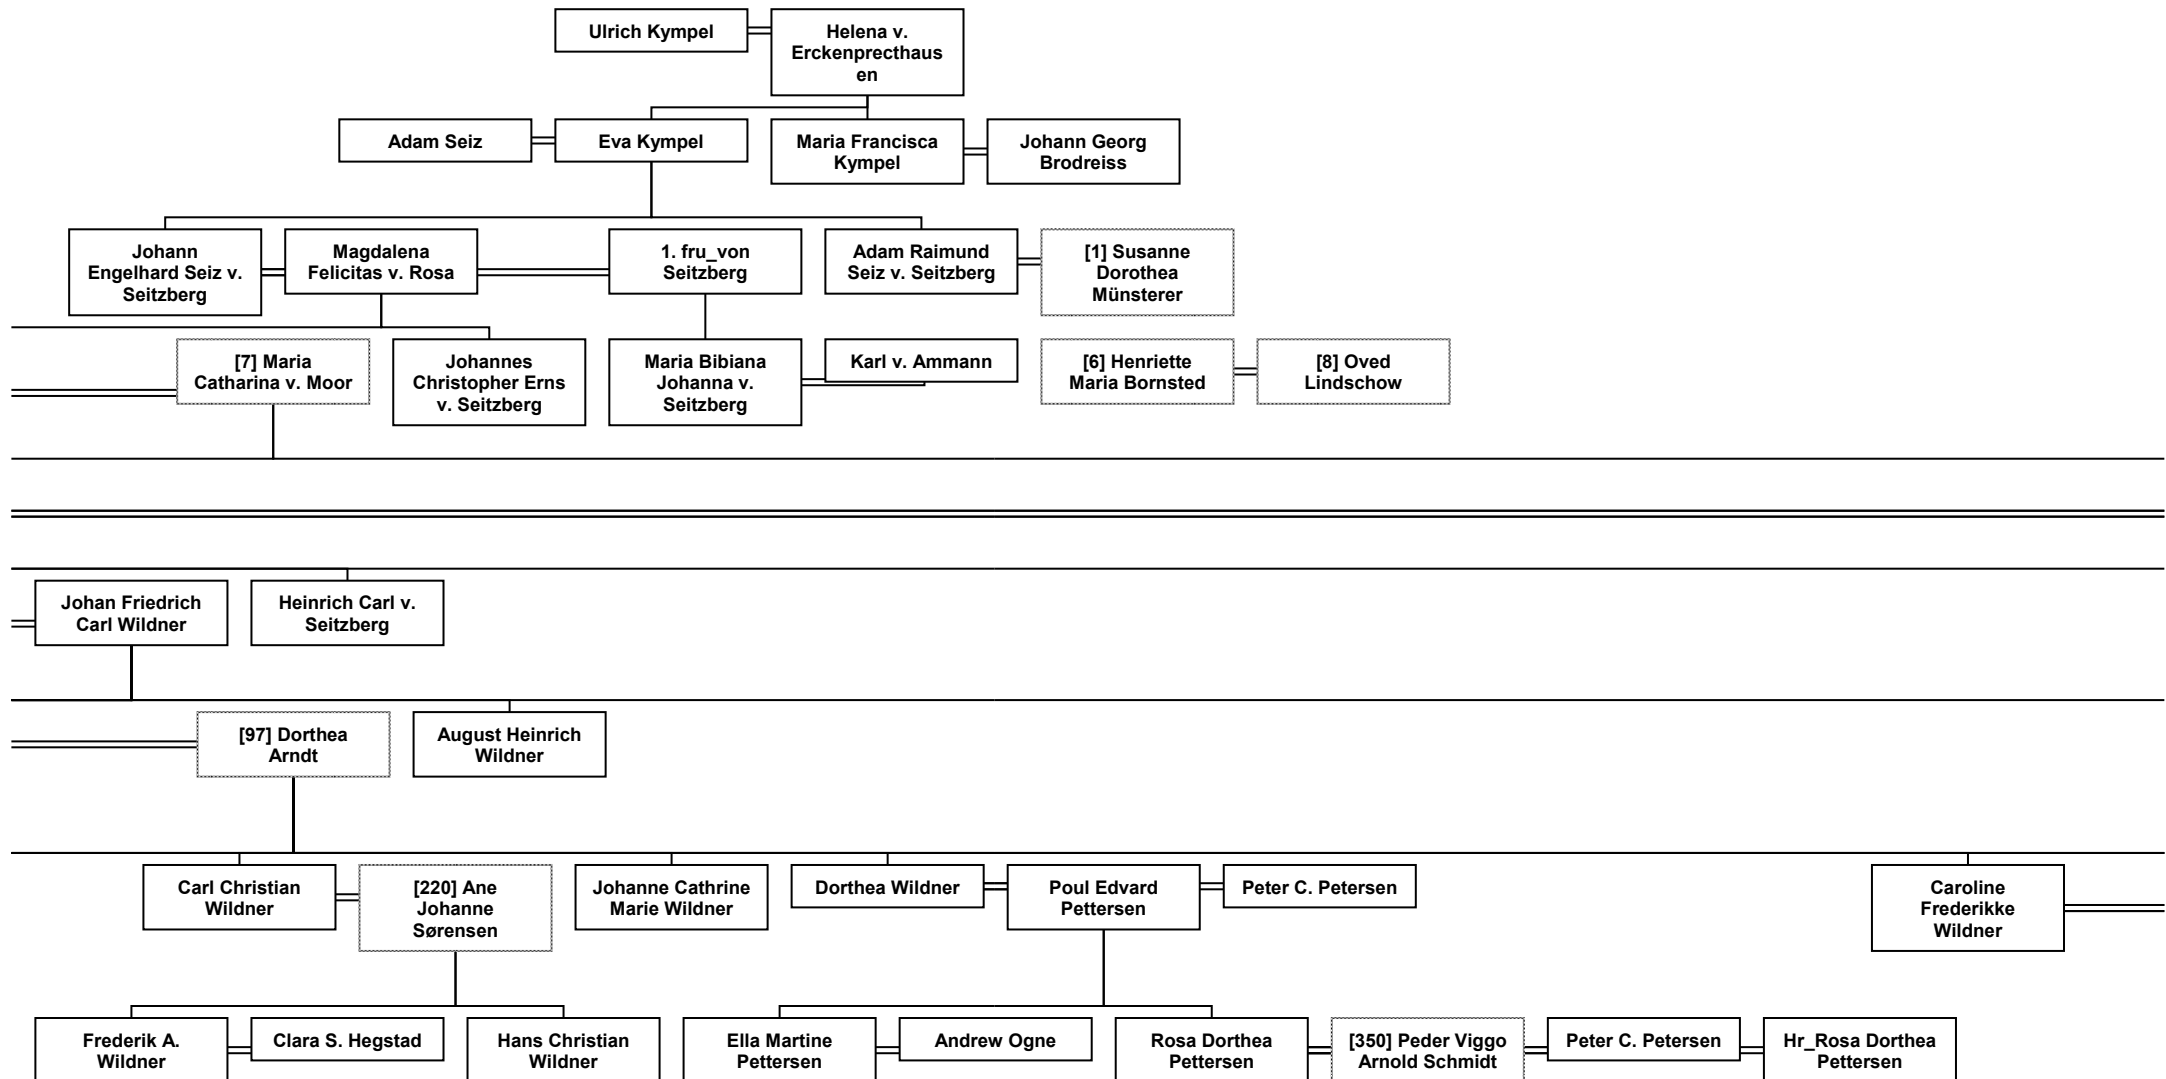 Ulrich Kympel
Helena v.
Erckenprecthaus
en
Adam Seiz
Eva Kympel
Maria Francisca
Kympel
Johann Georg
Brodreiss
Johann
Engelhard Seiz v.
Seitzberg
Magdalena
Felicitas v. Rosa
1. fru_von
Seitzberg
Adam Raimund
Seiz v. Seitzberg
[1] Susanne
Dorothea
Münsterer
[7] Maria
Catharina v. Moor
Johannes
Christopher Erns
v. Seitzberg
Maria Bibiana
Johanna v.
Seitzberg
Karl v. Ammann
[6] Henriette
Maria Bornsted
[8] Oved
Lindschow
Johan Friedrich
Carl Wildner
Heinrich Carl v.
Seitzberg
[97] Dorthea
Arndt
August Heinrich
Wildner
Carl Christian
Wildner
[220] Ane
Johanne
Sørensen
Johanne Cathrine
Marie Wildner
Dorthea Wildner
Poul Edvard
Pettersen
Peter C. Petersen
Caroline
Frederikke
Wildner
Frederik A.
Wildner
Clara S. Hegstad
Hans Christian
Wildner
Ella Martine
Pettersen
Andrew Ogne
Rosa Dorthea
Pettersen
[350] Peder Viggo
Arnold Schmidt
Peter C. Petersen
Hr_Rosa Dorthea
Pettersen